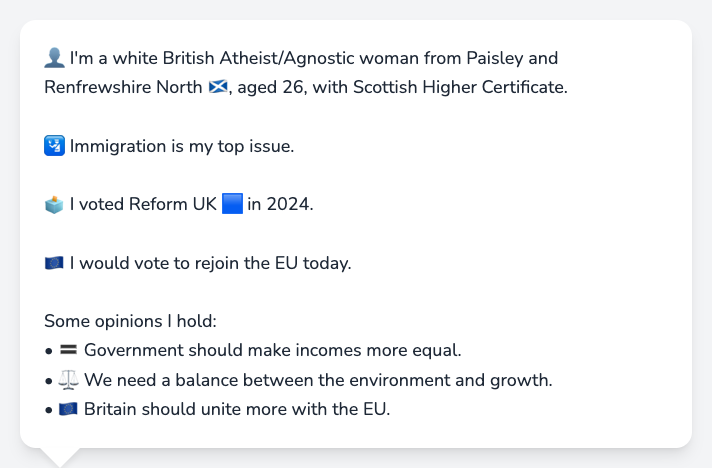 👤 I'm a white British Atheist/Agnostic woman from Paisley and
Renfrewshire North 🏴󠁧󠁢󠁳󠁣󠁴󠁿, aged 26, with Scottish Higher Certificate.
🛂 Immigration is my top issue.
🗳️ I voted Reform UK 🟦 in 2024.
🇪🇺 I would vote to rejoin the EU today.
Some opinions I hold:
• 🟰 Government should make incomes more equal.
• ⚖️ We need a balance between the environment and growth.
• 🇪🇺 Britain should unite more with the EU.